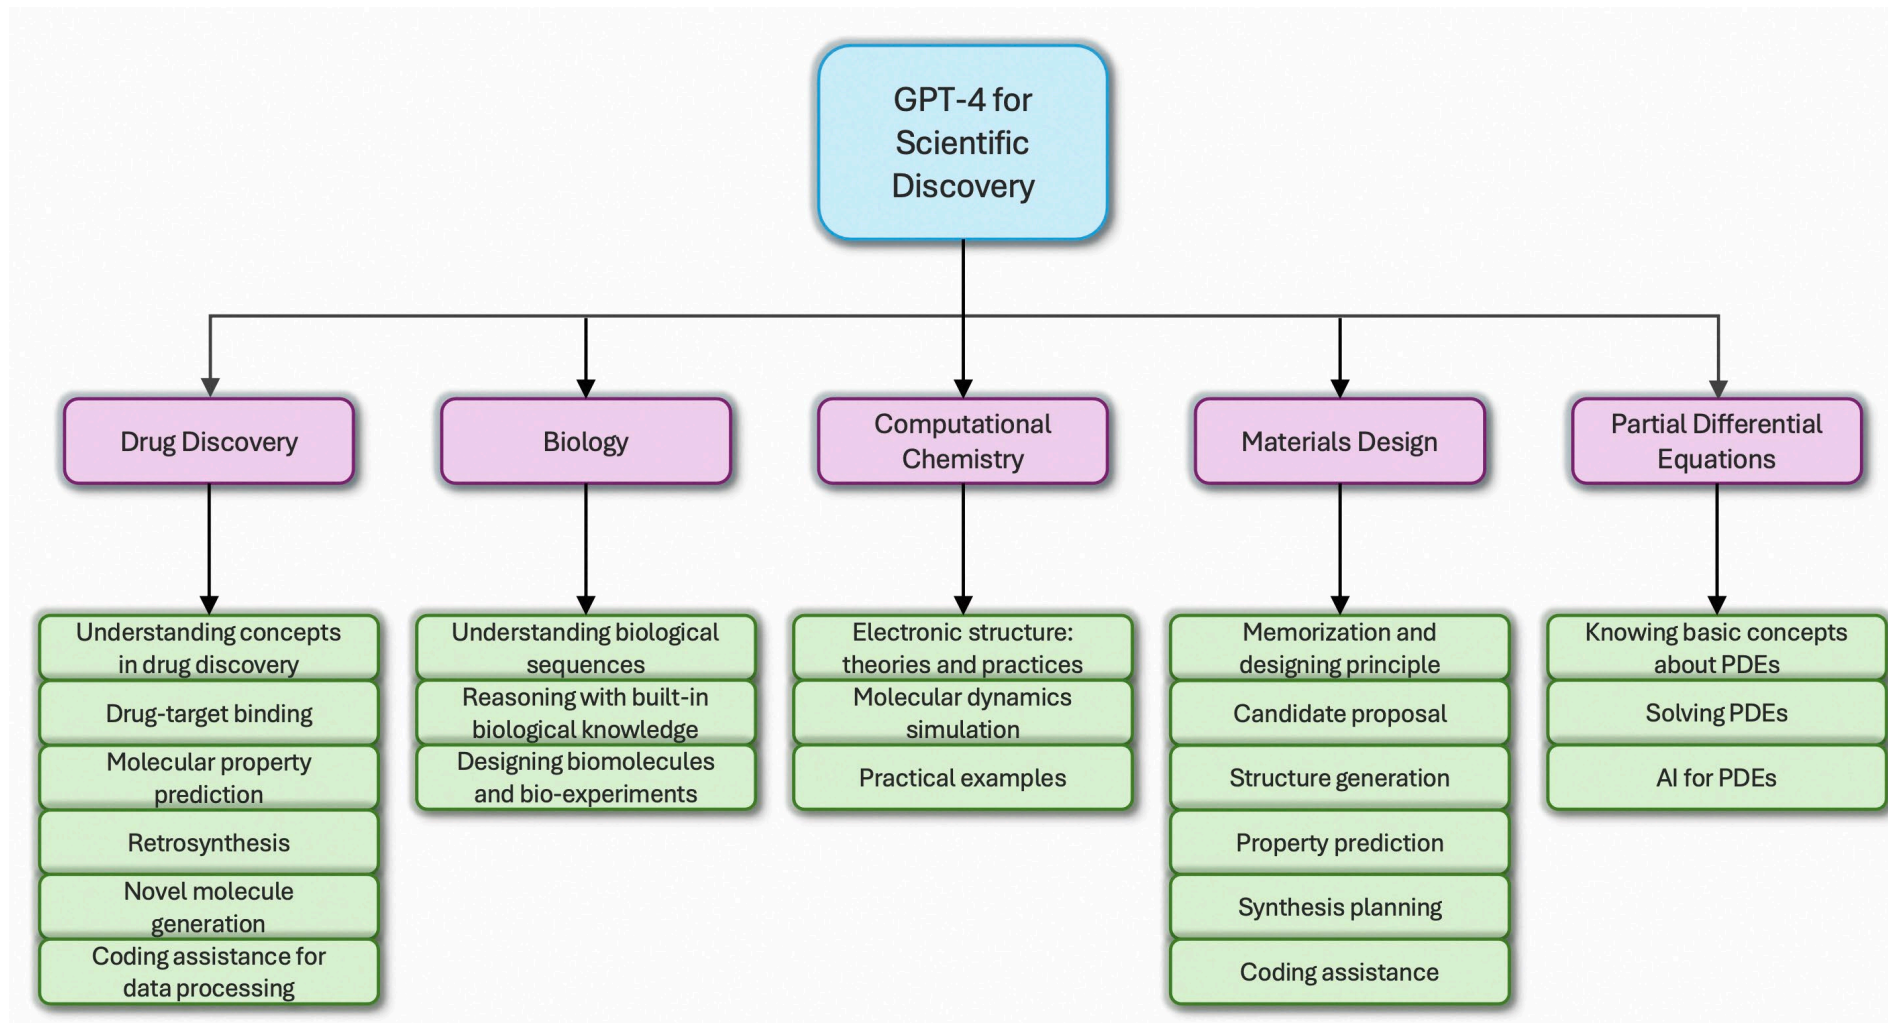 GPT-4 for
Scientific
Discovery
Drug Discovery
Biology
Computational
Chemistry
Materials Design
Partial Differential
Equations
Understanding concepts
in drug discovery
Drug-target binding
Molecular property
prediction
Retrosynthesis
Novel molecule
generation
Coding assistance for
data processing
Understanding biological
sequences
Reasoning with built-in
biological knowledge
Designing biomolecules
and bio-experiments
Electronic structure:
theories and practices
Molecular dynamics
simulation
Practical examples
Memorization and
designing principle
Candidate proposal
Structure generation
Property prediction
Synthesis planning
Coding assistance
Knowing basic concepts
about PDEs
Solving PDEs
AI for PDEs